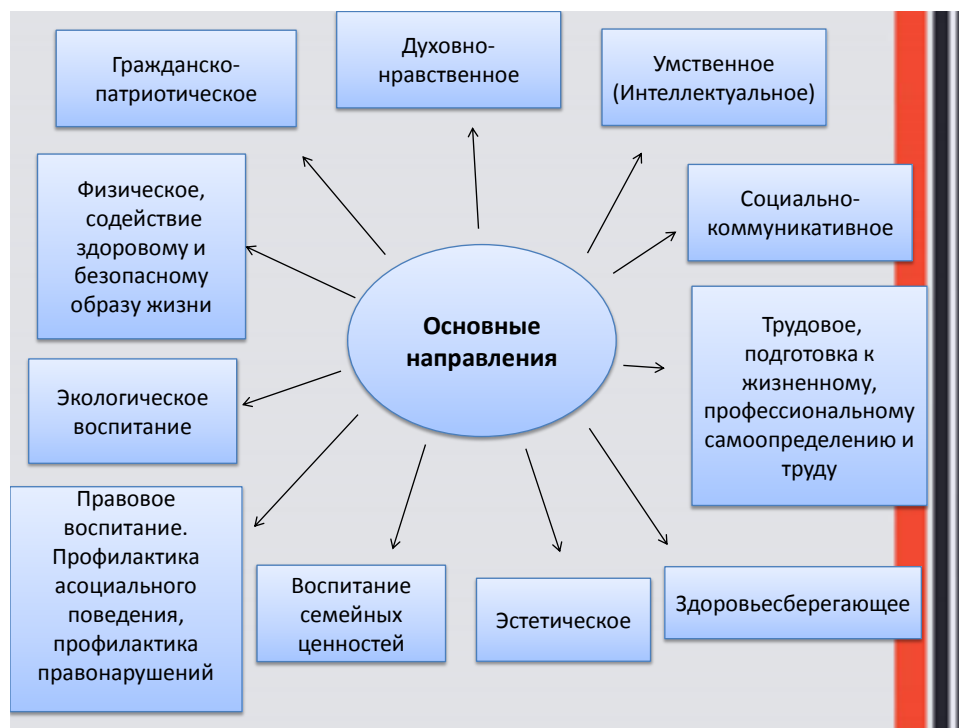 Гражданско-
патриотическое
Духовно-
нравственное
Умственное
(Интеллектуальное)
Физическое,
содействие
здоровому и
безопасному
образу жизни
Социально-
коммуникативное
Основные
направления
Трудовое,
подготовка к
жизненному,
профессиональному
самоопределению и
труду
Экологическое
воспитание
Правовое
воспитание.
Профилактика
асоциального
поведения,
профилактика
правонарушений
Воспитание
семейных
ценностей
Эстетическое
Здоровьесберегающее